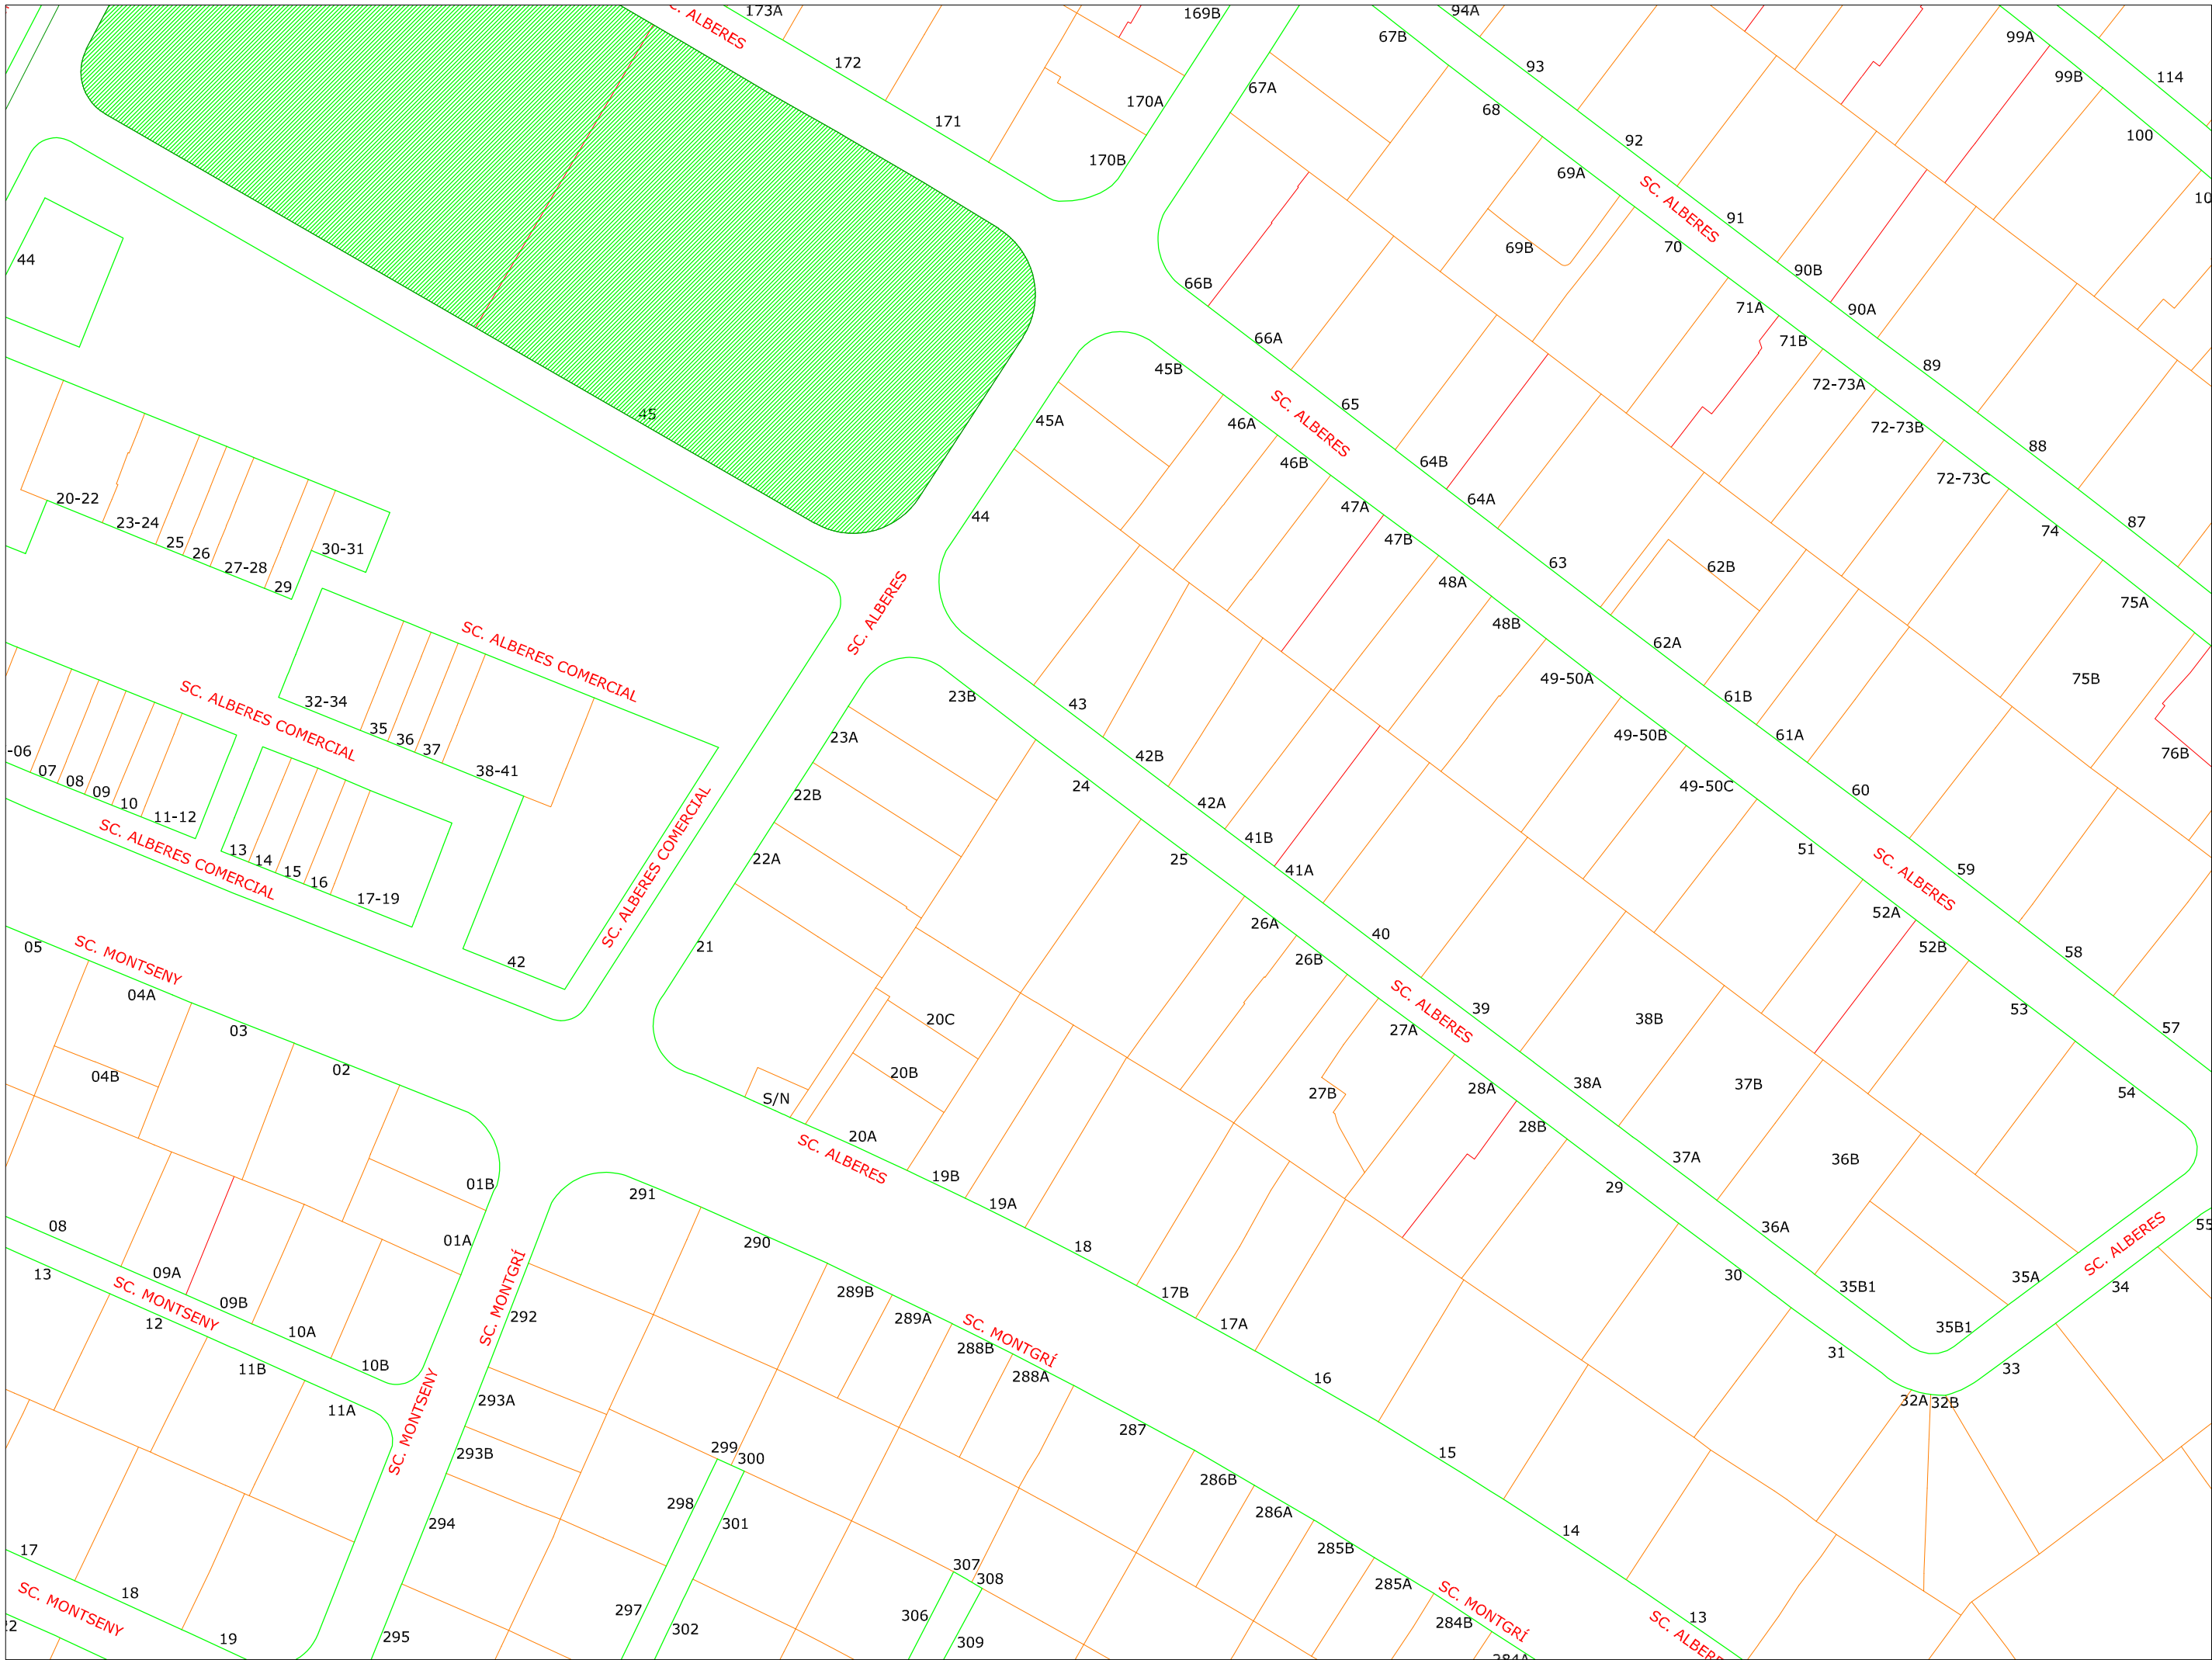 173A
SC. ALBERES
169B
94A
67B
93
99A
99B
114
172
67A
170A
68
171
170B
92
100
69A
SC. ALBERES
91
69B
70
90B
44
66B
71A
90A
66A
71B
89
45B
72-73A
45
45A
46A
SC. ALBERES
65
72-73B
88
46B
64B
72-73C
20-22
23-24
25
26
27-28
29
30-31
44
47A
64A
87
47B
74
63
62B
48A
SC. ALBERES
75A
SC. ALBERES COMERCIAL
48B
62A
75B
SC. ALBERES COMERCIAL
32-34
35
36
37
38-41
23B
43
49-50A
61B
61A
76B
-06
07
08
09
10
11-12
23A
42B
49-50B
22B
24
42A
49-50C
60
SC. ALBERES COMERCIAL
13
14
15
16
17-19
SC. ALBERES COMERCIAL
22A
25
41B
41A
51
SC. ALBERES
59
05
SC. MONTSENY
42
21
26A
40
52A
52B
58
26B
04A
03
SC. ALBERES
39
38B
53
57
20C
27A
02
04B
20B
S/N
27B
28A
38A
37B
54
20A
SC. ALBERES
28B
19B
19A
37A
36B
01B
291
29
01A
08
290
18
36A
55
SC. ALBERES
13
09A
SC. MONTSENY
09B
10A
12
SC. MONTGRÍ
292
289B
289A
17B
30
35B1
35A
34
11B
10B
288B
SC. MONTGRÍ
288A
17A
35B1
31
33
16
32A
32B
11A
SC. MONTSENY
293A
287
293B
299
300
15
286B
298
286A
294
301
14
17
285B
307
308
18
SC. MONTSENY
285A
SC. MONTGRÍ
297
306
13
284B
302
19
295
309